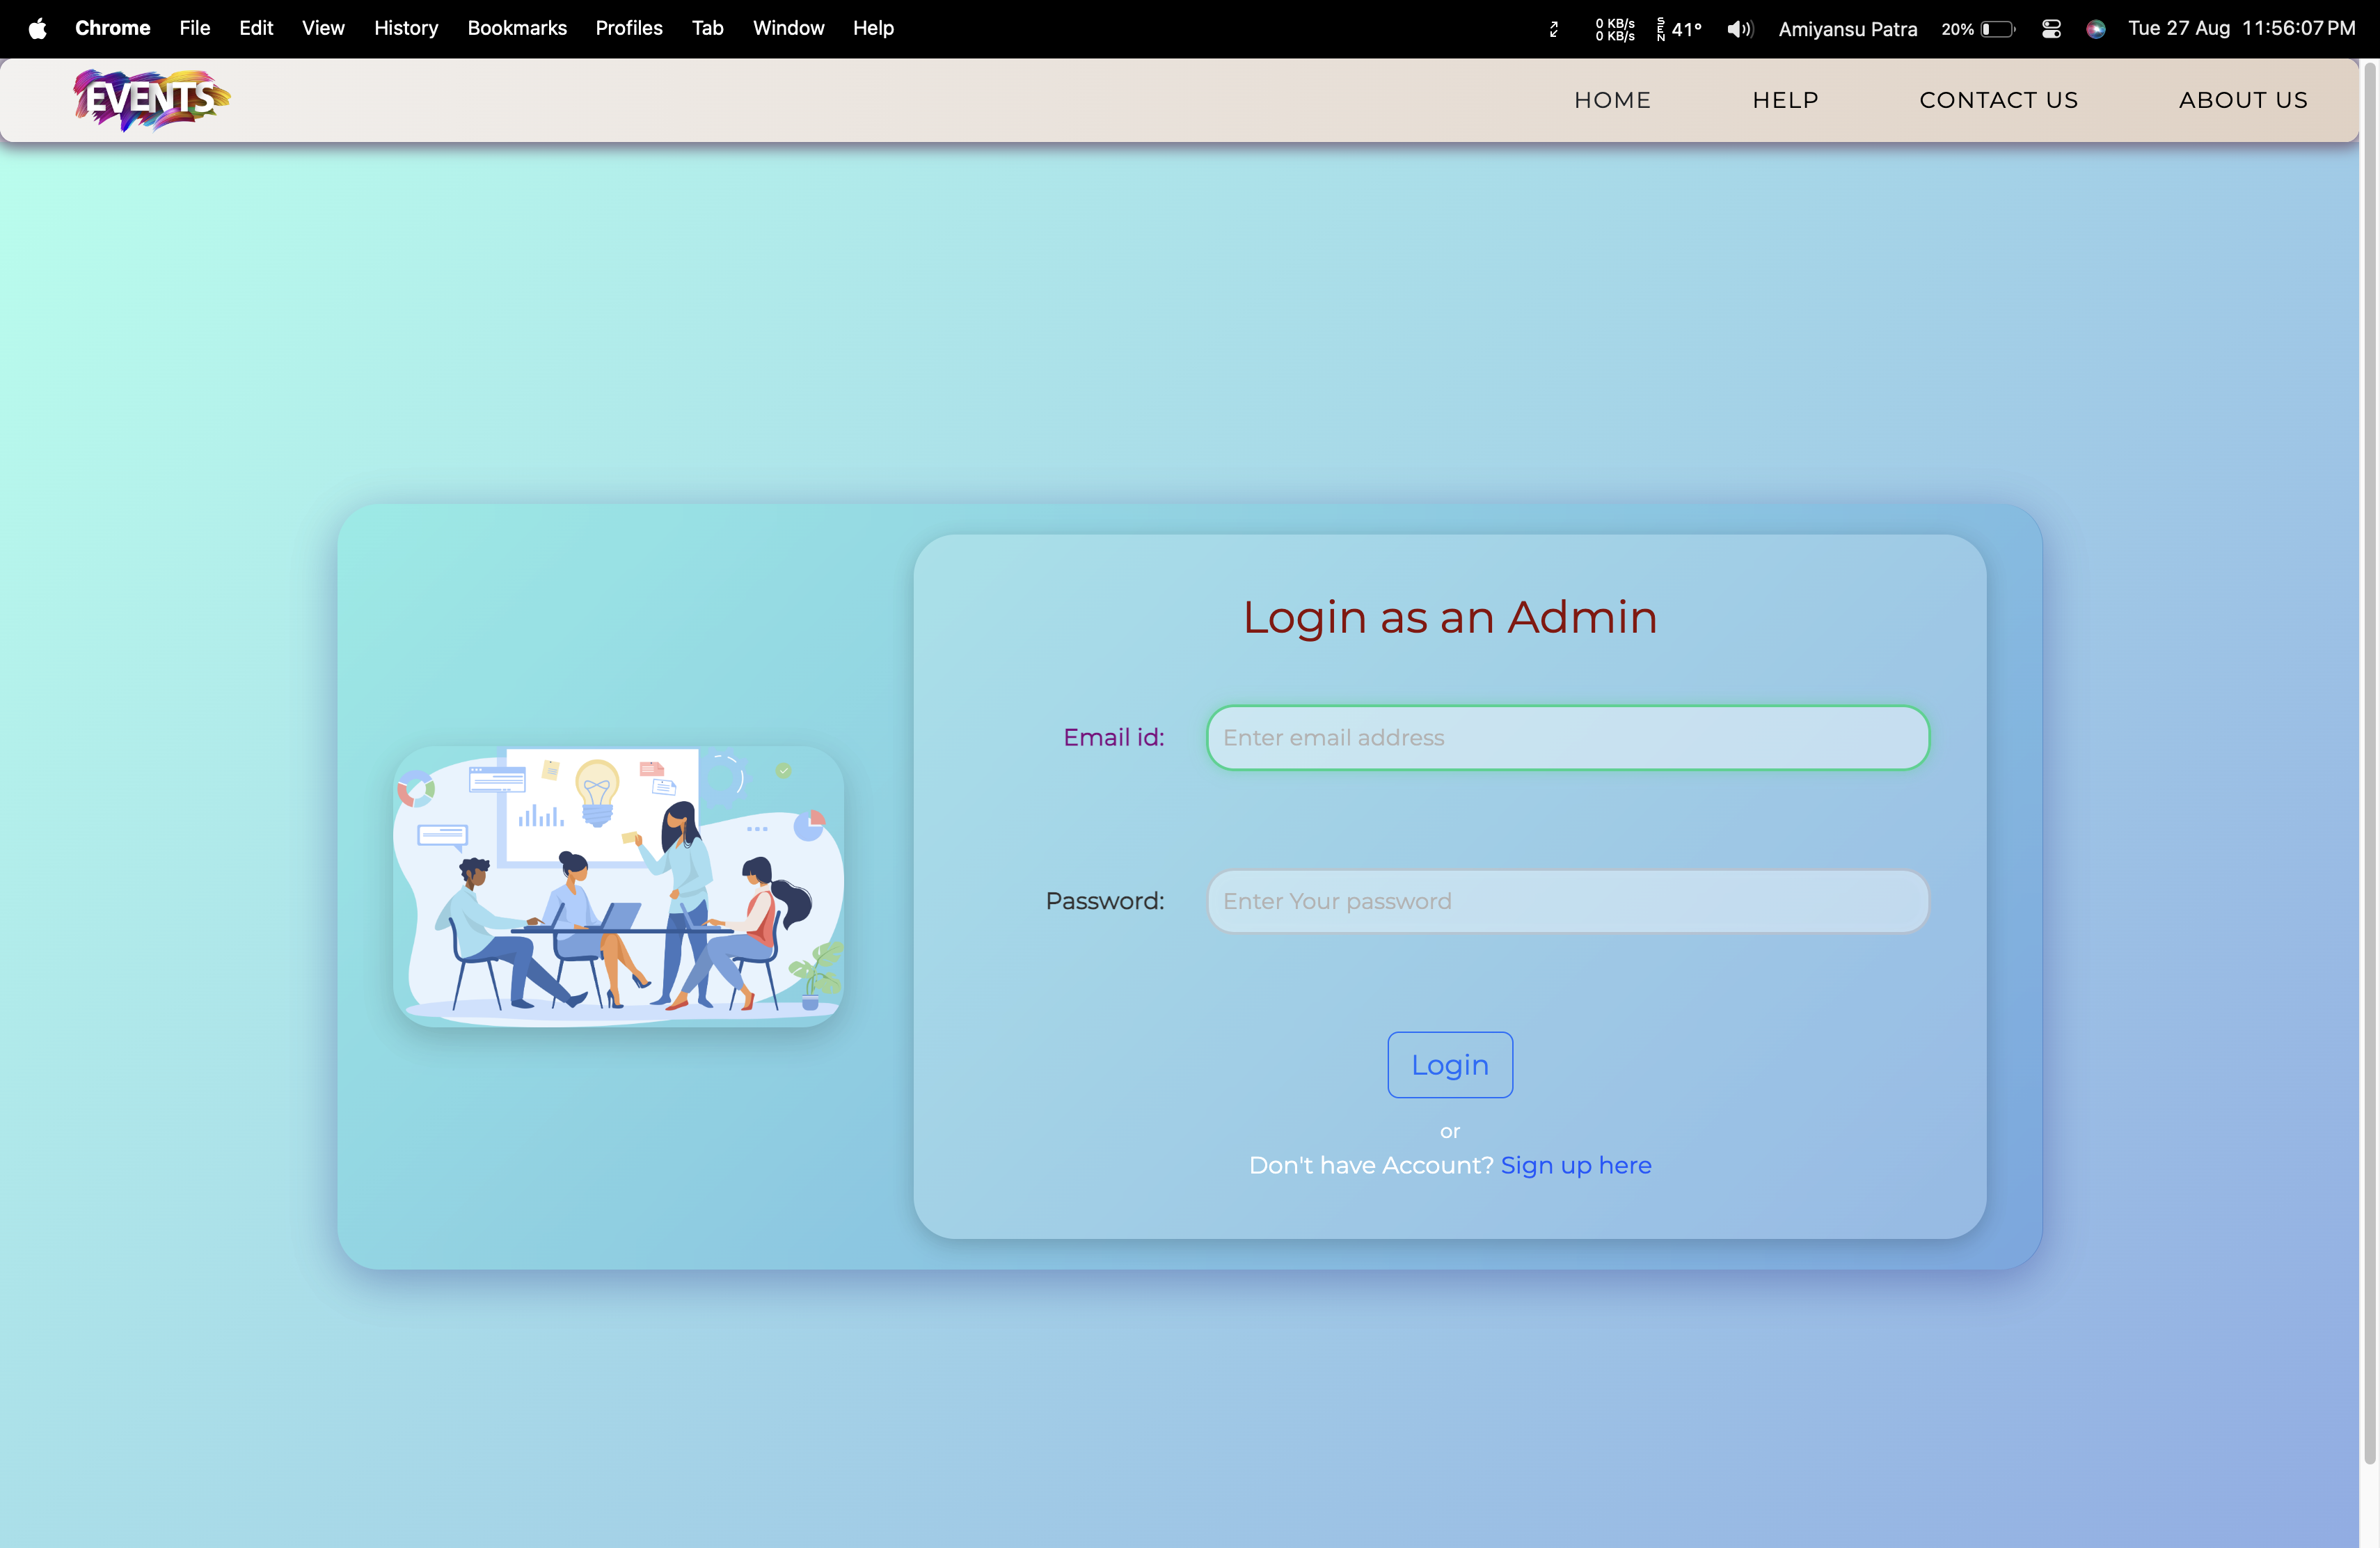 Chrome File Edit View History Bookmarks Profiles Tab Window Help 0 KB/s 0 KB/s SEN 41° Amiyansu Patra 20% Tue 27 Aug 11:56:07 PM
EVENTS HOME HELP CONTACT US ABOUT US
Login as an Admin
Email id: Enter email address
Password: Enter Your password
Login
or
Don't have Account? Sign up here